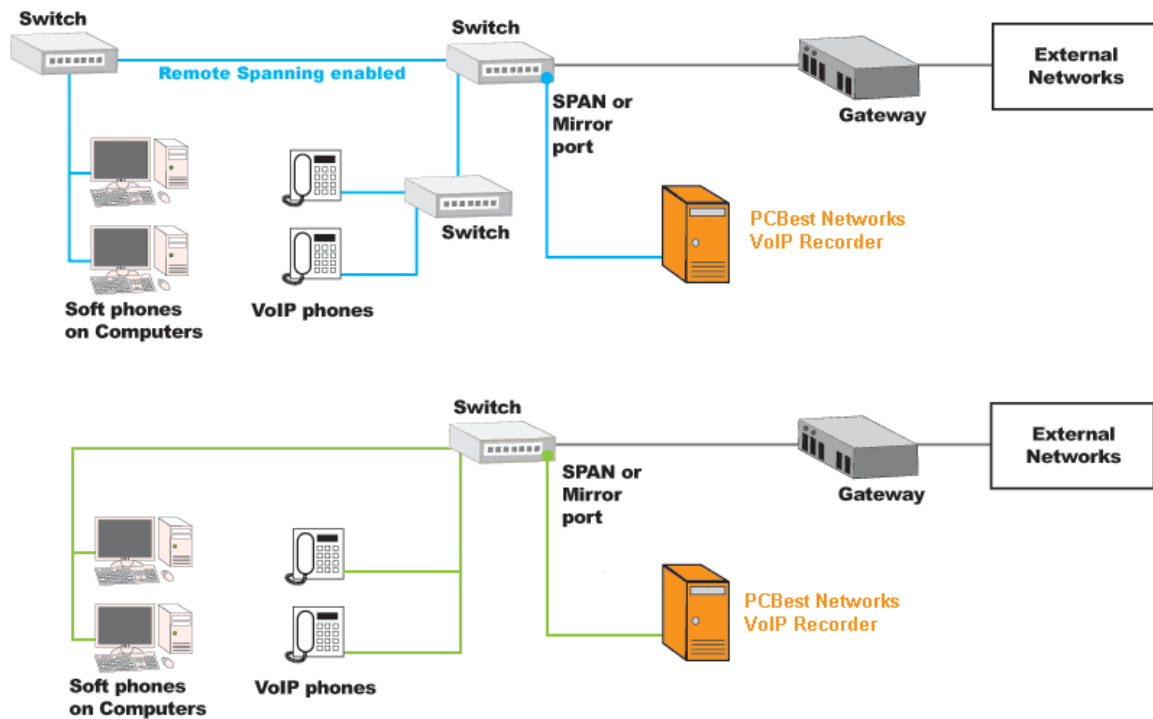 Switch
Switch
External
Networks
Remote Spanning enabled
SPAN or
Mirror
port
Gateway
Switch
PCBest Networks
VoIP Recorder
Soft phones
on Computers
VoIP phones
Switch
External
Networks
SPAN or
Mirror
port
Gateway
PCBest Networks
VoIP Recorder
Soft phones
on Computers
VoIP phones